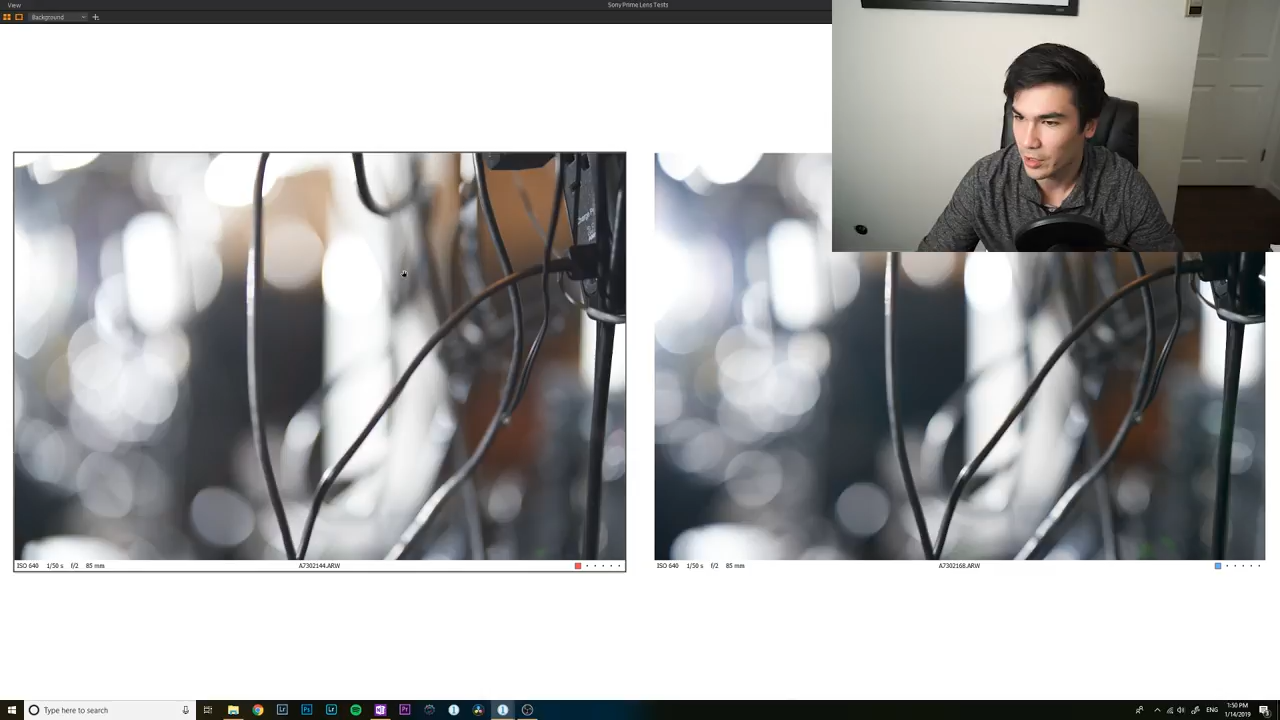 View
Sony Prime Lens Tests
Background
ISO 640 1/50 s f/2 85 mm
A7302144.ARW
ISO 640 1/50 s f/2 85 mm
A7302168.ARW
Type here to search
ENG
1:50 PM
1/14/2019